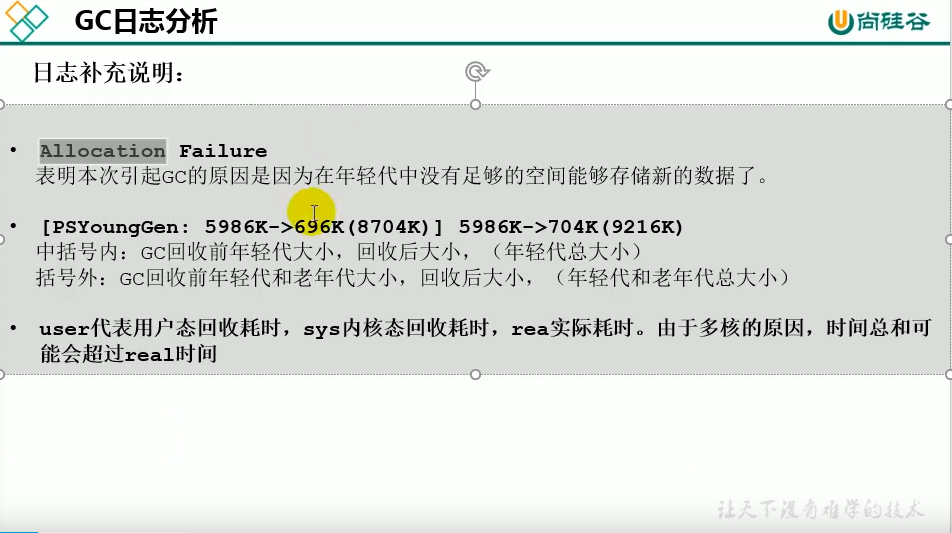 GC日志分析
尚硅谷
日志补充说明：
• Allocation Failure
表明本次引起GC的原因是因为在年轻代中没有足够的空间能够存储新的数据了。
• [PSYoungGen: 5986K->696K(8704K)] 5986K->704K(9216K)
中括号内：GC回收前年轻代大小，回收后大小，（年轻代总大小）
括号外：GC回收前年轻代和老年代大小，回收后大小，（年轻代和老年代总大小）
• user代表用户态回收耗时，sys内核态回收耗时，rea实际耗时。由于多核的原因，时间总和可
能会超过real时间
让天下没有难学的技术